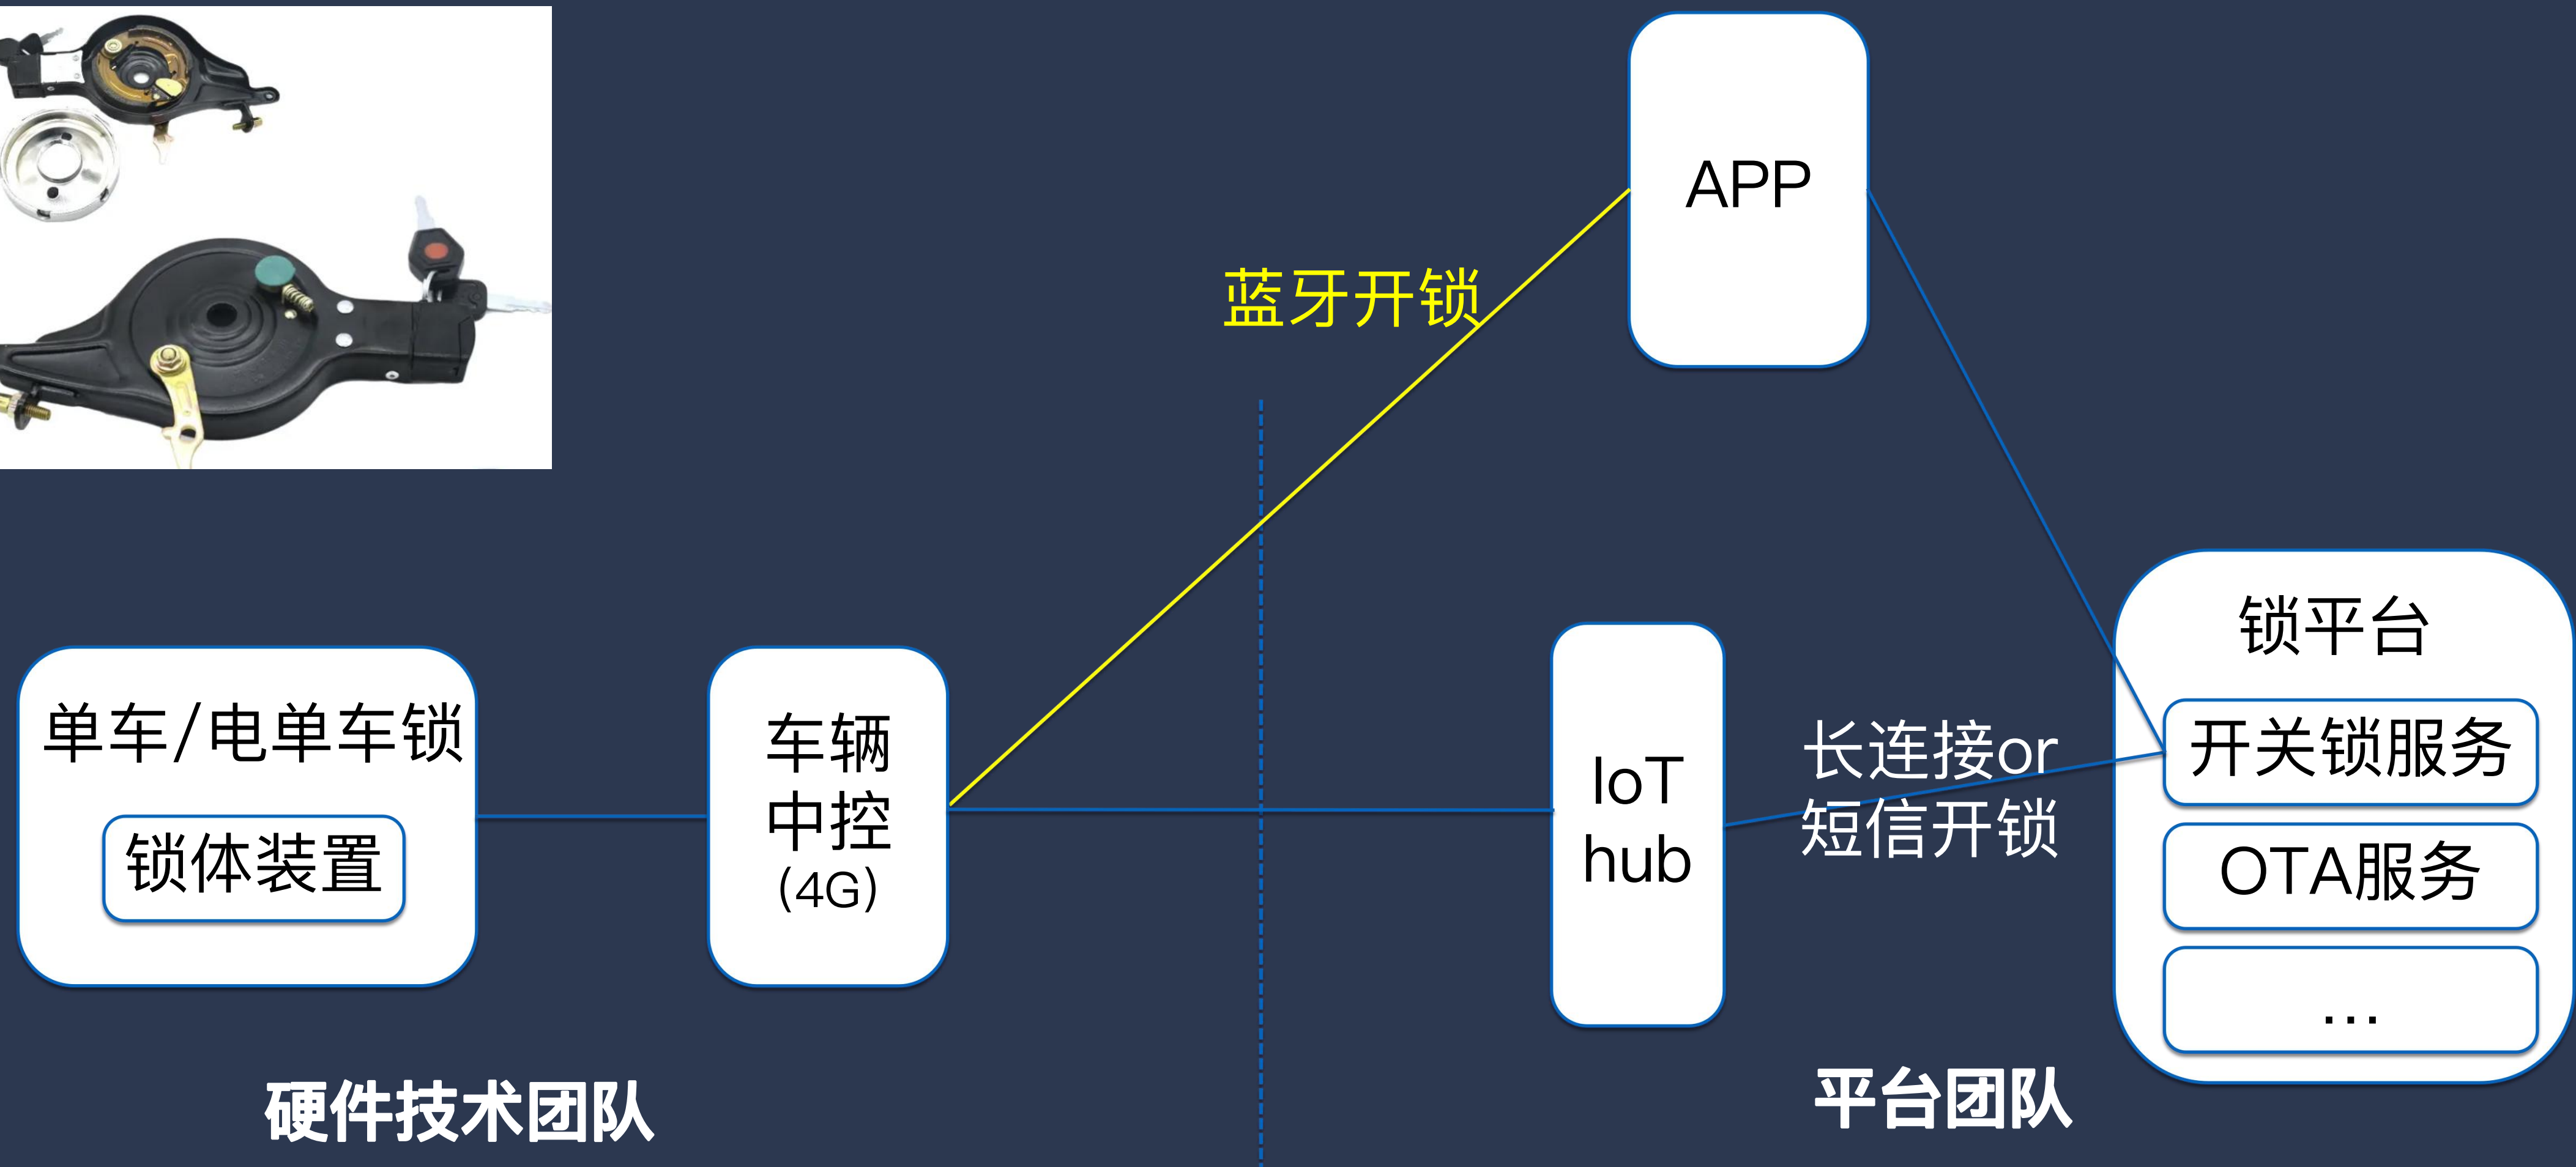 APP
蓝牙开锁
锁平台
单车/电单车锁
锁体装置
车辆
中控
(4G)
IoT
hub
长连接or
短信开锁
开关锁服务
OTA服务
...
硬件技术团队
平台团队